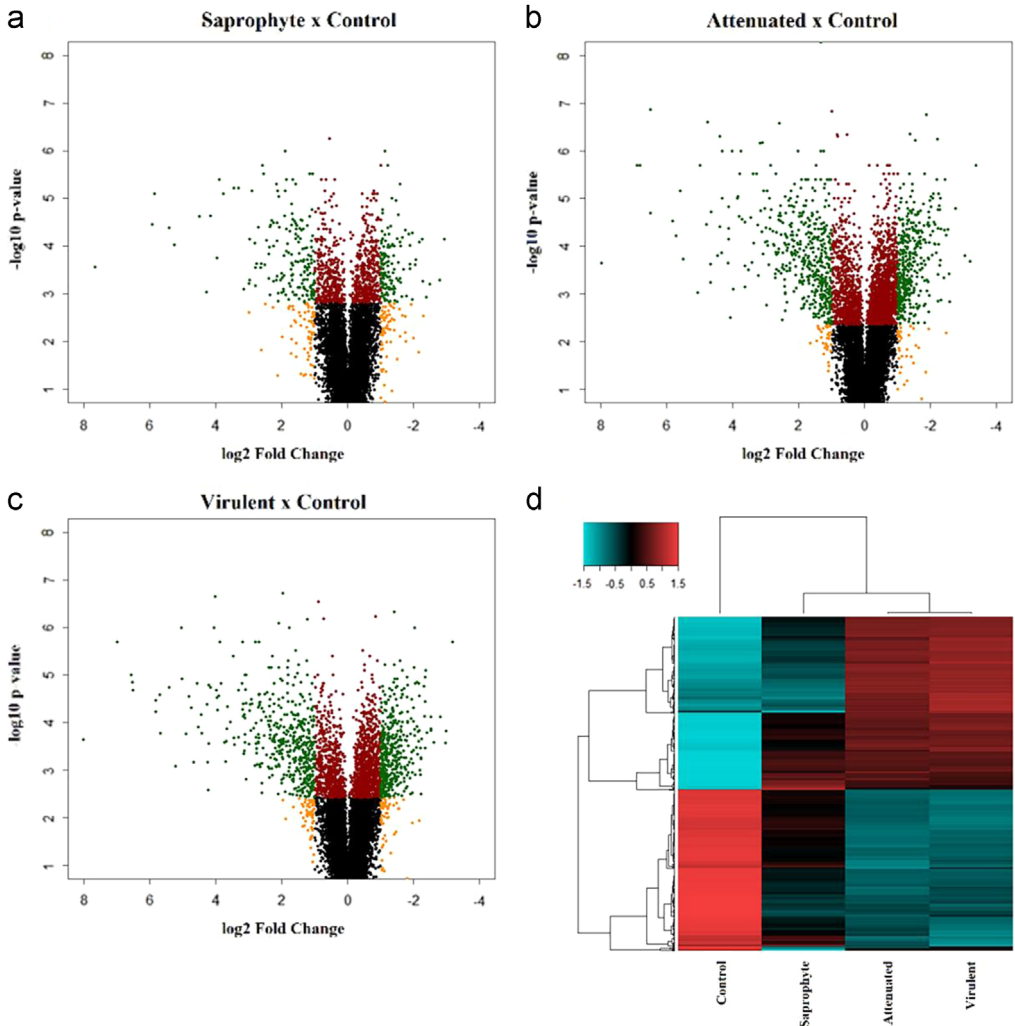 a
Saprophyte x Control
8
7
6
5
4
3
2
1
-log10 p-value
8 6 4 2 0 -2 -4
log2 Fold Change
b
Attenuated x Control
8
7
6
5
4
3
2
1
-log10 p-value
8 6 4 2 0 -2 -4
log2 Fold Change
c
Virulent x Control
8
7
6
5
4
3
2
1
-log10 p value
8 6 4 2 0 -2 -4
log2 Fold Change
d
-1.5 -0.5 0.5 1.5
Control
Saprophyte
Attenuated
Virulent